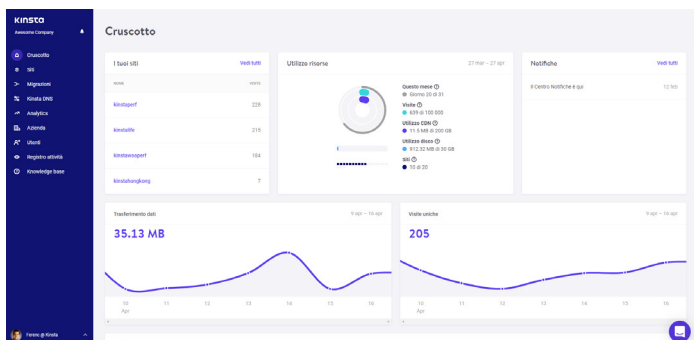 KINSTA
Awesome Company
Cruscotto
Siti
Migrazioni
Kinsta DNS
Analytics
Azienda
Utenti
Registro attività
Knowledge base
Ferenc @ Kinsta
Cruscotto
I tuoi siti
Vedi tutti
NOME
VISITE
kinstaperf
228
kinstalife
215
kinstawooperf
184
kinstahongkong
7
Utilizzo risorse
27 mar – 27 apr
Questo mese
Giorno 20 di 31
Visite
639 di 100 000
Utilizzo CDN
11.5 MB di 200 GB
Utilizzo disco
912.32 MB di 30 GB
Siti
10 di 20
Notifiche
Vedi tutti
Il Centro Notifiche è qui
12 feb
Trasferimento dati
9 apr – 16 apr
35.13 MB
10 11 12 13 14 15 16
Apr
Visite uniche
9 apr – 16 apr
205
10 11 12 13 14 15 16
Apr